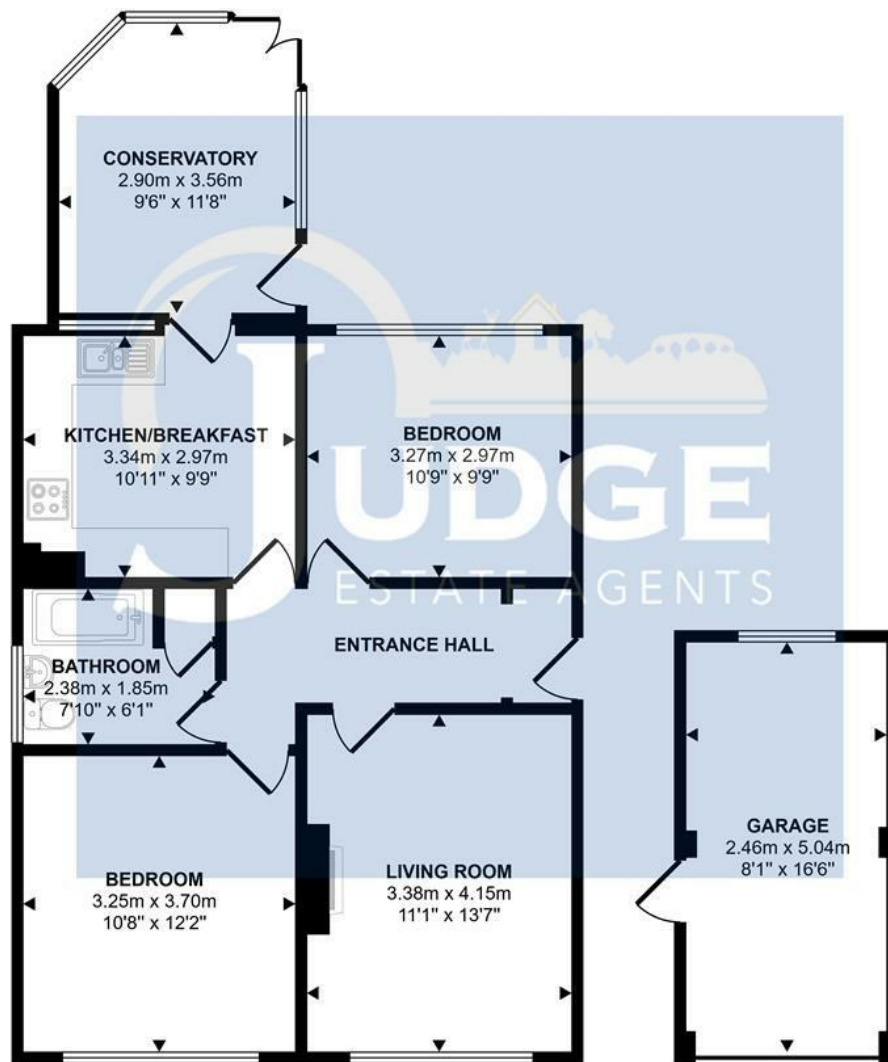 CONSERVATORY
2.90m x 3.56m
9'6" x 11'8"
KITCHEN/BREAKFAST
3.34m x 2.97m
10'11" x 9'9"
BEDROOM
3.27m x 2.97m
10'9" x 9'9"
JUDGE
ESTATE AGENTS
ENTRANCE HALL
BATHROOM
2.38m x 1.85m
7'10" x 6'1"
BEDROOM
3.25m x 3.70m
10'8" x 12'2"
LIVING ROOM
3.38m x 4.15m
11'1" x 13'7"
GARAGE
2.46m x 5.04m
8'1" x 16'6"